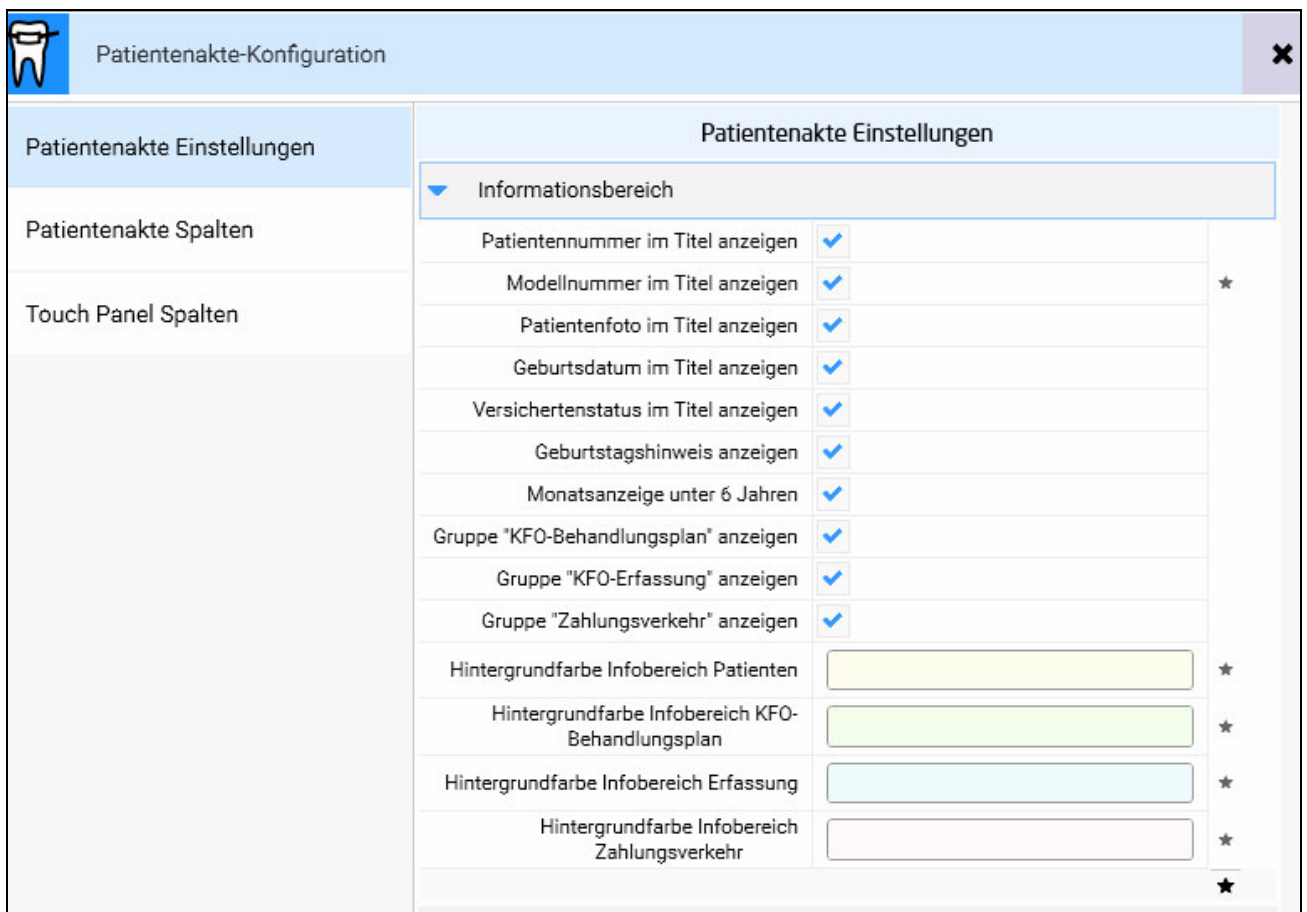 Patientenakte-Konfiguration
Patientenakte Einstellungen
Patientenakte Spalten
Touch Panel Spalten
Patientenakte Einstellungen
Informationsbereich
Patientennummer im Titel anzeigen
Modellnummer im Titel anzeigen
Patientenfoto im Titel anzeigen
Geburtsdatum im Titel anzeigen
Versichertenstatus im Titel anzeigen
Geburtstagshinweis anzeigen
Monatsanzeige unter 6 Jahren
Gruppe "KFO-Behandlungsplan" anzeigen
Gruppe "KFO-Erfassung" anzeigen
Gruppe "Zahlungsverkehr" anzeigen
Hintergrundfarbe Infobereich Patienten
Hintergrundfarbe Infobereich KFO-
Behandlungsplan
Hintergrundfarbe Infobereich Erfassung
Hintergrundfarbe Infobereich
Zahlungsverkehr